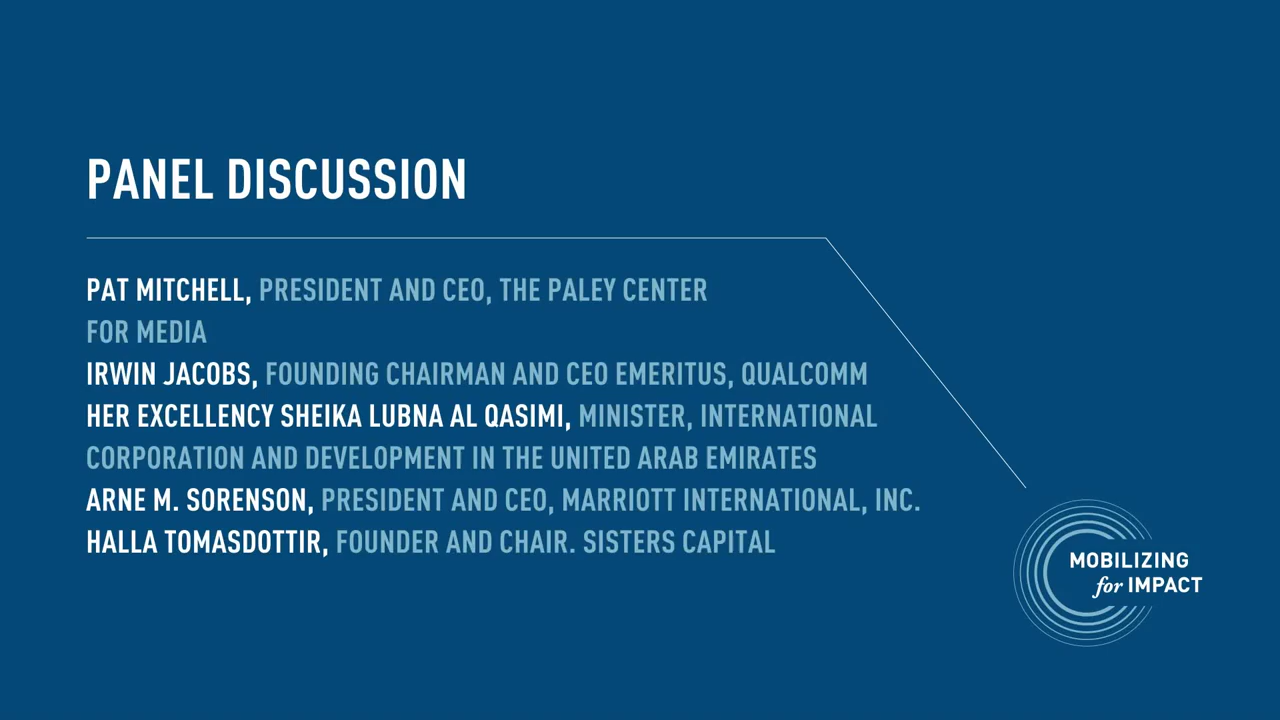 PANEL DISCUSSION
PAT MITCHELL, PRESIDENT AND CEO, THE PALEY CENTER
FOR MEDIA
IRWIN JACOBS, FOUNDING CHAIRMAN AND CEO EMERITUS, QUALCOMM
HER EXCELLENCY SHEIKA LUBNA AL QASIMI, MINISTER, INTERNATIONAL
CORPORATION AND DEVELOPMENT IN THE UNITED ARAB EMIRATES
ARNE M. SORENSON, PRESIDENT AND CEO, MARRIOTT INTERNATIONAL, INC.
HALLA TOMASDOTTIR, FOUNDER AND CHAIR. SISTERS CAPITAL
MOBILIZING
for IMPACT